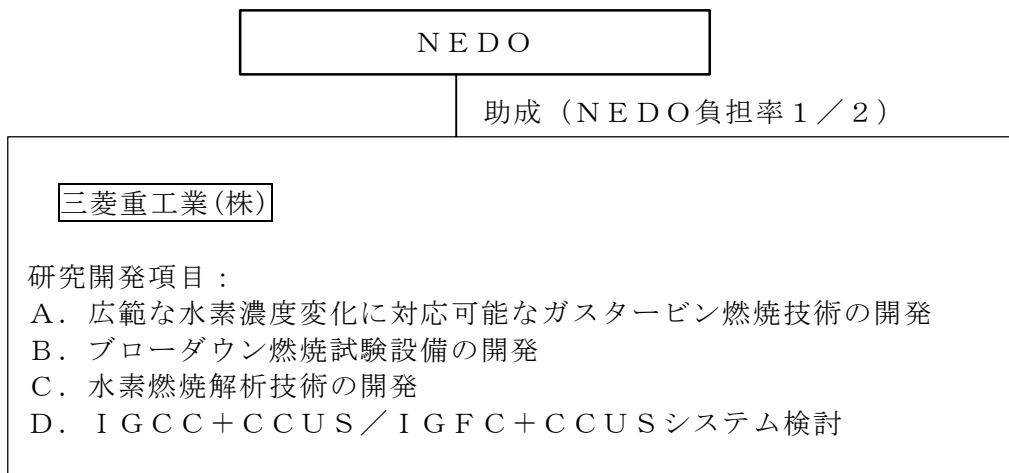 ＮＥＤＯ
助成（ＮＥＤＯ負担率１／２）
三菱重工業(株)
研究開発項目：
Ａ．広範な水素濃度変化に対応可能なガスタービン燃焼技術の開発
Ｂ．ブローダウン燃焼試験設備の開発
Ｃ．水素燃焼解析技術の開発
Ｄ．ＩＧＣＣ＋ＣＣＵＳ／ＩＧＦＣ＋ＣＣＵＳシステム検討